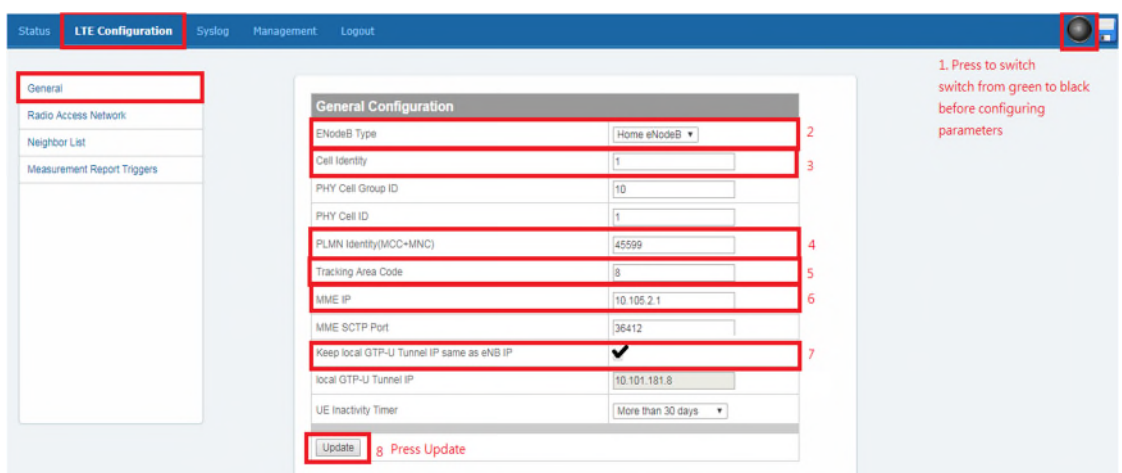 Status LTE Configuration Syslog Management Logout
1. Press to switch
switch from green to black
before configuring
parameters
General
Radio Access Network
Neighbor List
Measurement Report Triggers
General Configuration
ENodeB Type Home eNodeB 2
Cell Identity 1 3
PHY Cell Group ID 10
PHY Cell ID 1
PLMN Identity(MCC+MNC) 45599 4
Tracking Area Code 8 5
MME IP 10.105.2.1 6
MME SCTP Port 36412
Keep local GTP-U Tunnel IP same as eNB IP 7
local GTP-U Tunnel IP 10.101.181.8
UE Inactivity Timer More than 30 days
Update 8 Press Update